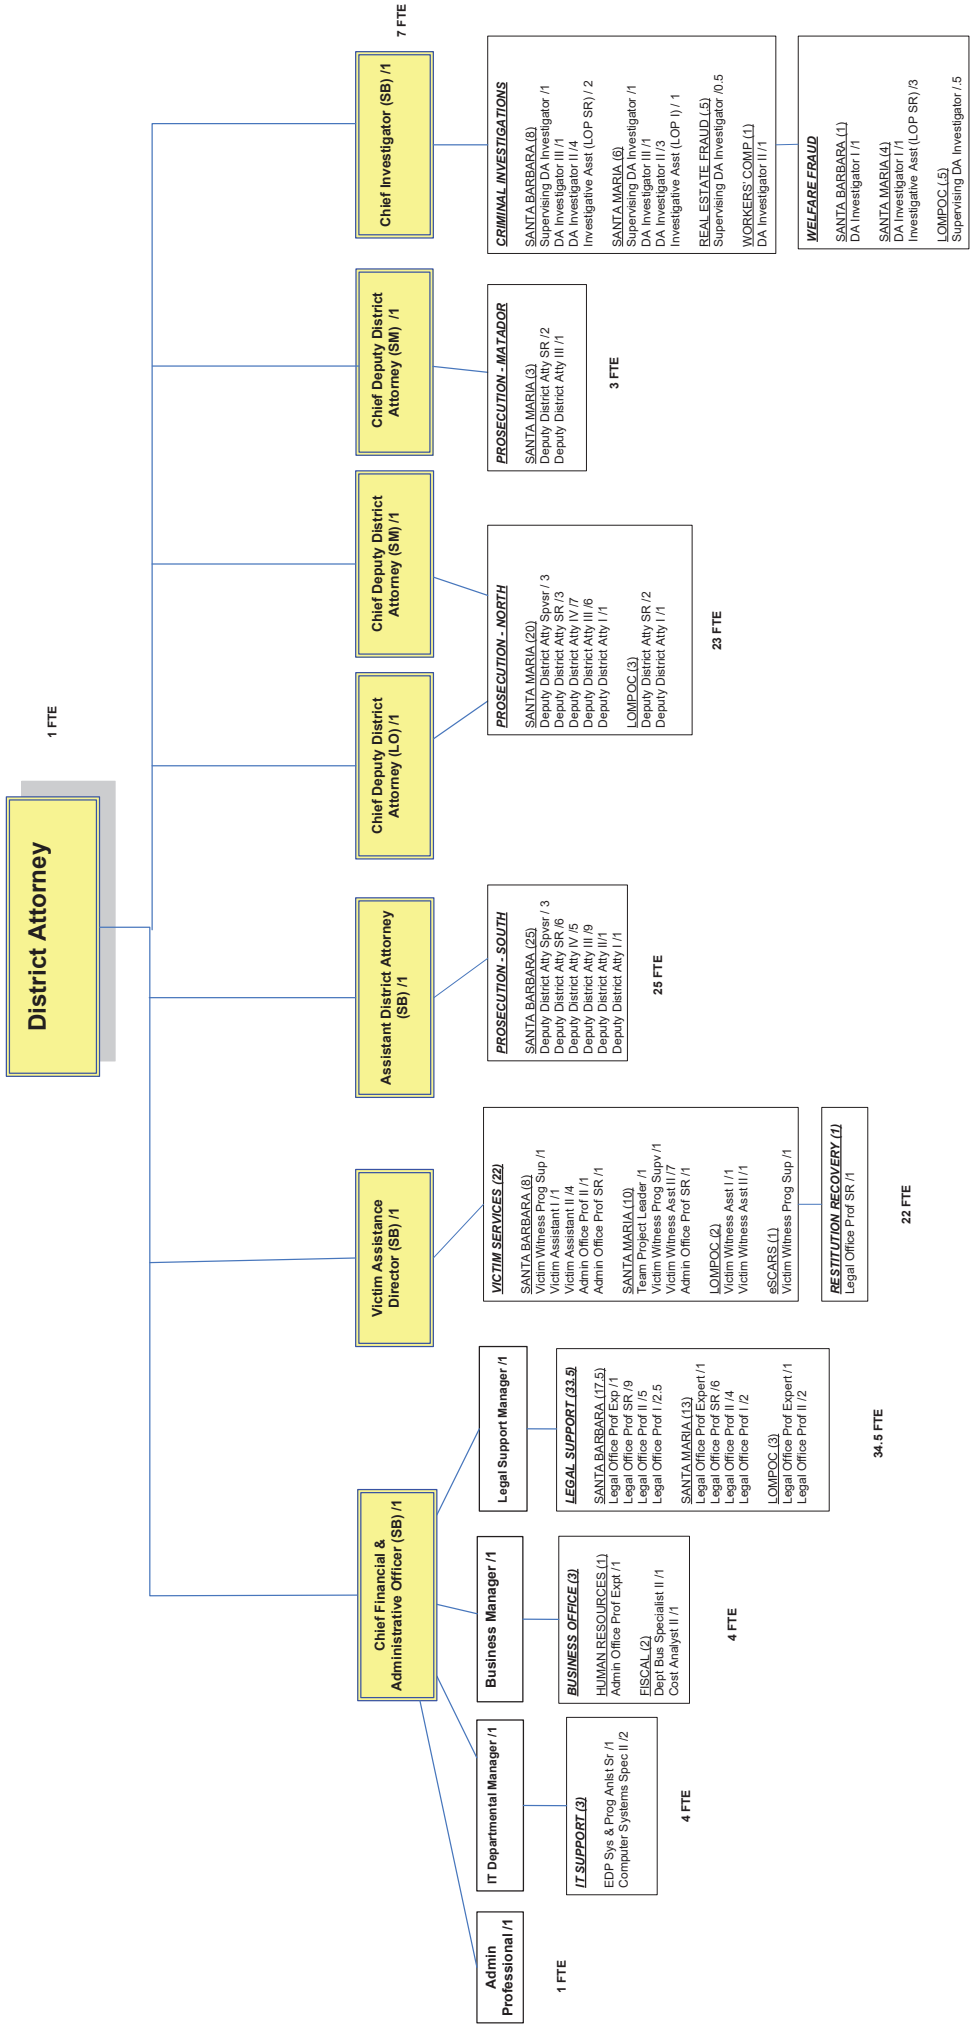 District Attorney
1 FTE
Chief Financial &
Administrative Officer (SB) /1
Victim Assistance
Director (SB) /1
Assistant District Attorney
(SB) /1
Chief Deputy District
Attorney (LO) /1
Chief Deputy District
Attorney (SM) /1
Chief Deputy District
Attorney (SM) /1
Chief Investigator (SB) /1
7 FTE
Admin
Professional /1
1 FTE
IT Departmental Manager /1
IT SUPPORT (3)
EDP Sys & Prog Anlst Sr /1
Computer Systems Spec II /2
4 FTE
Business Manager /1
BUSINESS OFFICE (3)
HUMAN RESOURCES (1)
Admin Office Prof Expt /1
FISCAL (2)
Dept Bus Specialist II /1
Cost Analyst II /1
4 FTE
Legal Support Manager /1
LEGAL SUPPORT (33.5)
SANTA BARBARA (17.5)
Legal Office Prof Exp /1
Legal Office Prof SR /9
Legal Office Prof II /5
Legal Office Prof I /2.5
SANTA MARIA (13)
Legal Office Prof Expert /1
Legal Office Prof SR /6
Legal Office Prof II /4
Legal Office Prof I /2
LOMPOC (3)
Legal Office Prof Expert /1
Legal Office Prof II /2
34.5 FTE
VICTIM SERVICES (22)
SANTA BARBARA (8)
Victim Witness Prog Sup /1
Victim Assistant I /1
Victim Assistant II /4
Admin Office Prof II /1
Admin Office Prof SR /1
SANTA MARIA (10)
Team Project Leader /1
Victim Witness Prog Supv /1
Victim Witness Asst II /7
Admin Office Prof SR /1
LOMPOC (2)
Victim Witness Asst I /1
Victim Witness Asst II /1
eSCARS (1)
Victim Witness Prog Sup /1
RESTITUTION RECOVERY (1)
Legal Office Prof SR /1
22 FTE
PROSECUTION - SOUTH
SANTA BARBARA (25)
Deputy District Atty Spvsr / 3
Deputy District Atty SR /6
Deputy District Atty IV /5
Deputy District Atty III /9
Deputy District Atty II/1
Deputy District Atty I /1
25 FTE
PROSECUTION - NORTH
SANTA MARIA (20)
Deputy District Atty Spvsr / 3
Deputy District Atty SR /3
Deputy District Atty IV /7
Deputy District Atty III /6
Deputy District Atty I /1
LOMPOC (3)
Deputy District Atty SR /2
Deputy District Atty I /1
23 FTE
PROSECUTION - MATADOR
SANTA MARIA (3)
Deputy District Atty SR /2
Deputy District Atty III /1
3 FTE
CRIMINAL INVESTIGATIONS
SANTA BARBARA (8)
Supervising DA Investigator /1
DA Investigator III /1
DA Investigator II /4
Investigative Asst (LOP SR) / 2
SANTA MARIA (6)
Supervising DA Investigator /1
DA Investigator III /1
DA Investigator II /3
Investigative Asst (LOP I) / 1
REAL ESTATE FRAUD (.5)
Supervising DA Investigator /0.5
WORKERS' COMP (1)
DA Investigator II /1
WELFARE FRAUD
SANTA BARBARA (1)
DA Investigator I /1
SANTA MARIA (4)
DA Investigator I /1
Investigative Asst (LOP SR) /3
LOMPOC (.5)
Supervising DA Investigator /.5